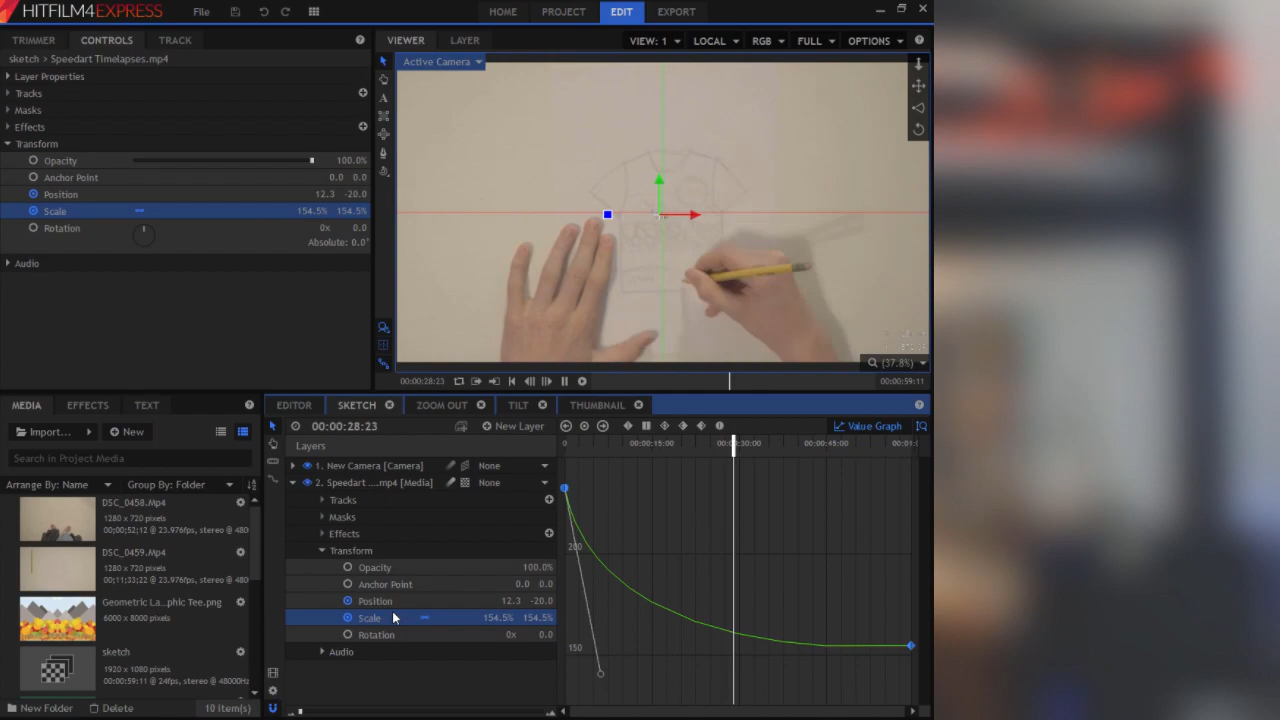 HITFILM4EXPRESS File HOME PROJECT EDIT EXPORT
TRIMMER CONTROLS TRACK
sketch > Speedart Timelapses.mp4
Layer Properties
Tracks
Masks
Effects
Transform
Opacity 100.0%
Anchor Point 0.0 0.0
Position 12.3 -20.0
Scale 154.5% 154.5%
Rotation 0x 0.0
Absolute: 0.0°
Audio
VIEWER LAYER VIEW: 1 LOCAL RGB FULL OPTIONS
Active Camera
(37.8%)
00:00:28:23 00:00:59:11
MEDIA EFFECTS TEXT
Import... New
Search in Project Media
Arrange By: Name Group By: Folder
DSC_0458.Mp4
1280 x 720 pixels
00;00;52;12 @ 23.976fps, stereo @ 480
DSC_0459.Mp4
1280 x 720 pixels
00;11;33;22 @ 23.976fps, stereo @ 480
Geometric La...phic Tee.png
6000 x 8000 pixels
sketch
1920 x 1080 pixels
00:00:59:11 @ 24fps, stereo @ 48000H
New Folder Delete 10 Item(s)
EDITOR SKETCH ZOOM OUT TILT THUMBNAIL
00:00:28:23 New Layer Value Graph
Layers 0 00:00:15:00 00:00:30:00 00:00:45:00 00:01:
1. New Camera [Camera] None
2. Speedart ....mp4 [Media] None
Tracks
Masks
Effects
Transform
Opacity 100.0%
Anchor Point 0.0 0.0
Position 12.3 -20.0
Scale 154.5% 154.5%
Rotation 0x 0.0
Audio
200
150